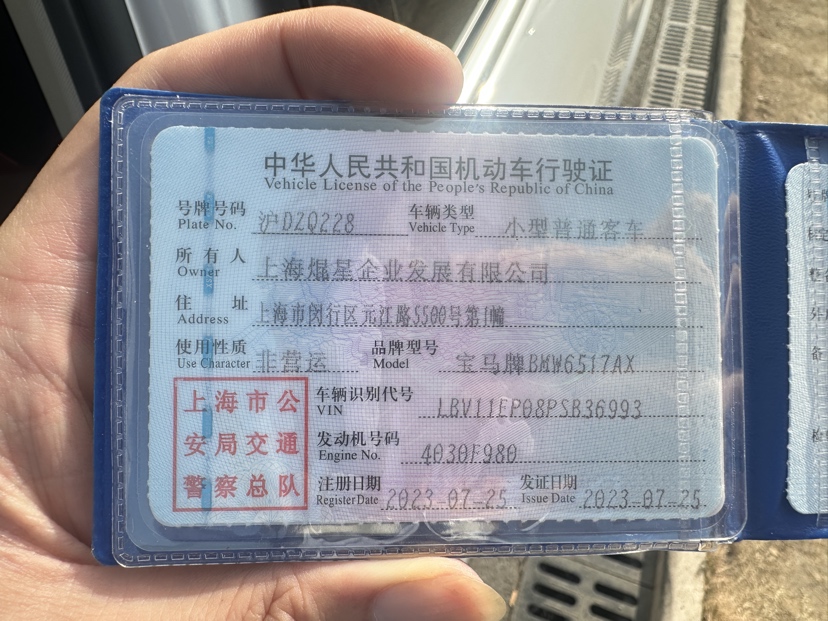 中华人民共和国机动车行驶证
Vehicle License of the People's Republic of China
号牌号码 沪DZQ228 车辆类型 小型普通客车
Plate No. Vehicle Type
所有人 上海焜星企业发展有限公司
Owner
住址 上海市闵行区元江路5500号第1幢
Address
使用性质 非营运 品牌型号 宝马牌BMW6517AX
Use Character Model
上海市公
安局交通
警察总队
车辆识别代号 LBV11EP08PSB36993
VIN
发动机号码 4030F980
Engine No.
注册日期 2023-07-25 发证日期 2023-07-25
Register Date Issue Date